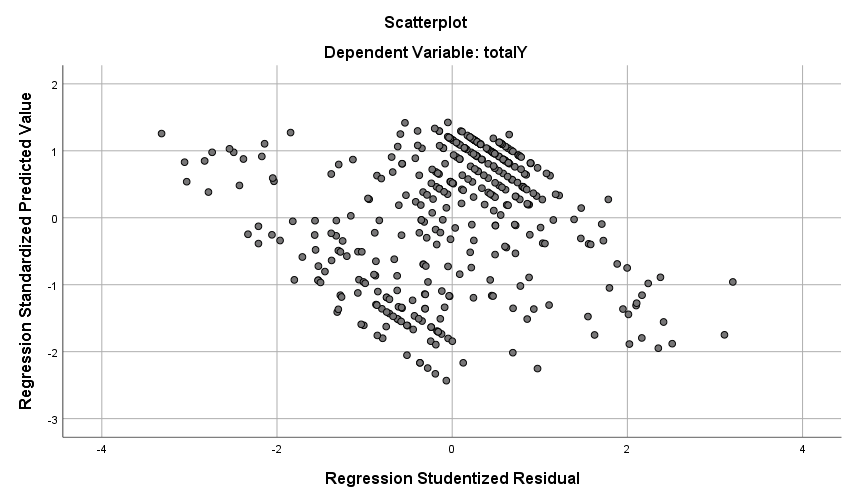 Scatterplot
Dependent Variable: totalY
Regression Standardized Predicted Value
2
1
0
-1
-2
-3
-4
-2
0
2
4
Regression Studentized Residual